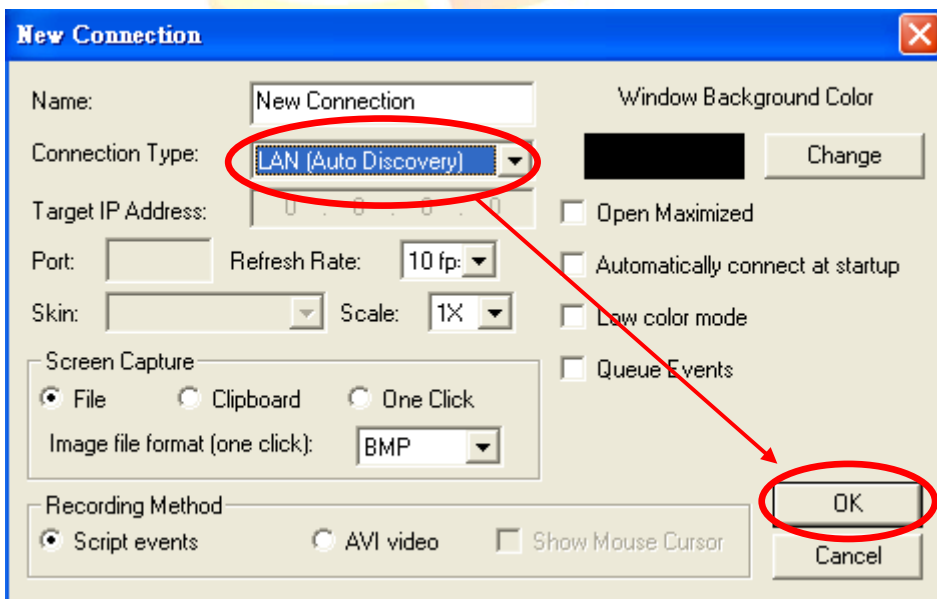 New Connection
Name: New Connection
Window Background Color
Connection Type: LAN (Auto Discovery)
Change
Target IP Address: 0 . 0 . 0 . 0
Open Maximized
Port: Refresh Rate: 10 fp
Automatically connect at startup
Skin: Scale: 1X
Low color mode
Screen Capture
Queue Events
File Clipboard One Click
Image file format (one click): BMP
Recording Method
OK
Script events AVI video Show Mouse Cursor
Cancel